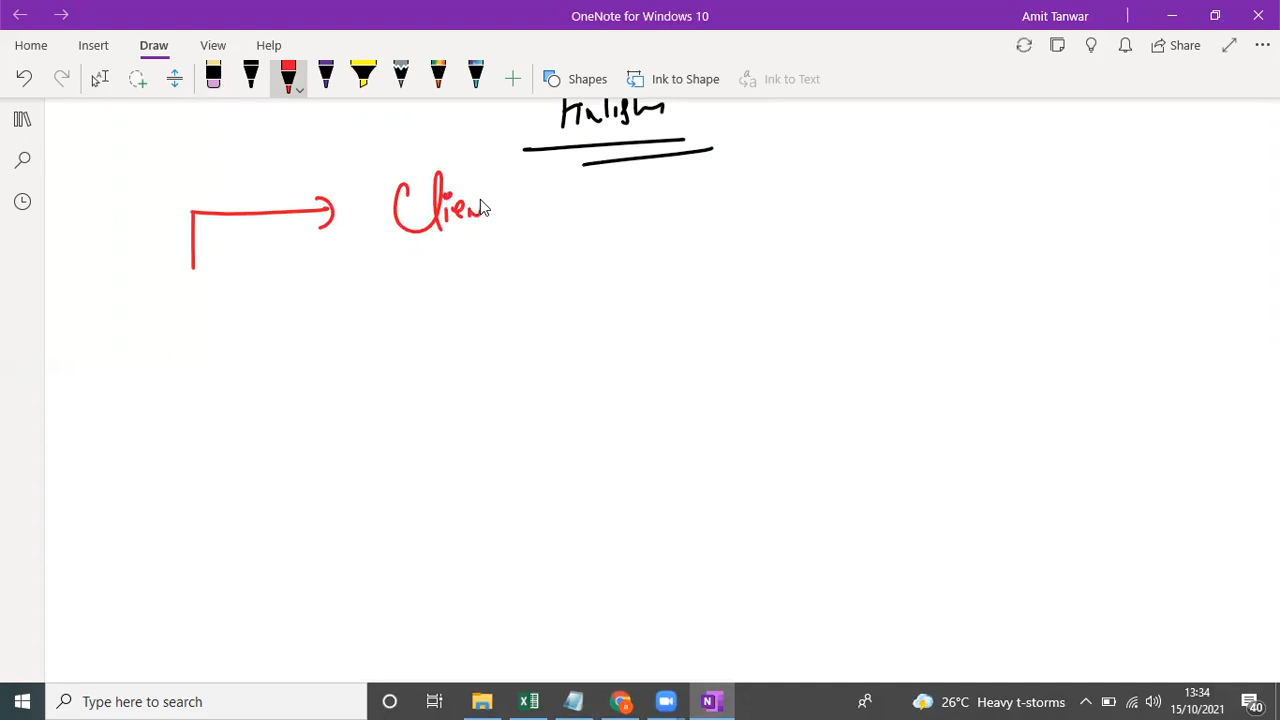 OneNote for Windows 10
Amit Tanwar
Home Insert Draw View Help
Share
Shapes
Ink to Shape
Ink to Text
Clien
Type here to search
26°C Heavy t-storms
13:34
15/10/2021
40